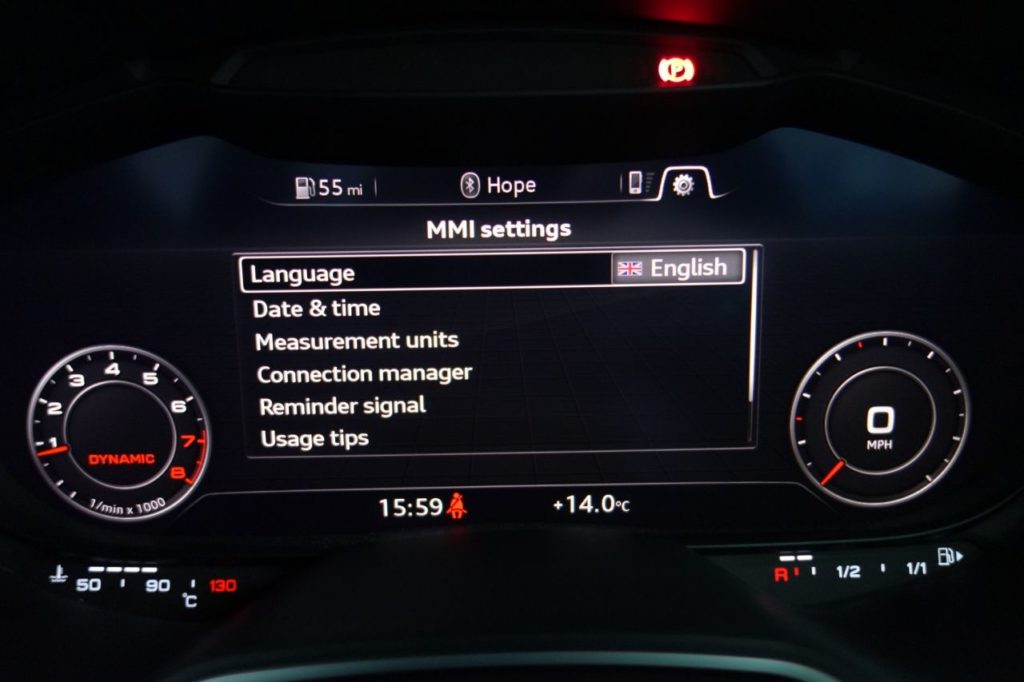 P
55 mi
Hope
MMI settings
Language English
Date & time
Measurement units
Connection manager
Reminder signal
Usage tips
1 2 3 4 5 6 7 8
DYNAMIC
1/min x 1000
0
MPH
15:59 +14.0°C
50 90 130
°C
R 1/2 1/1